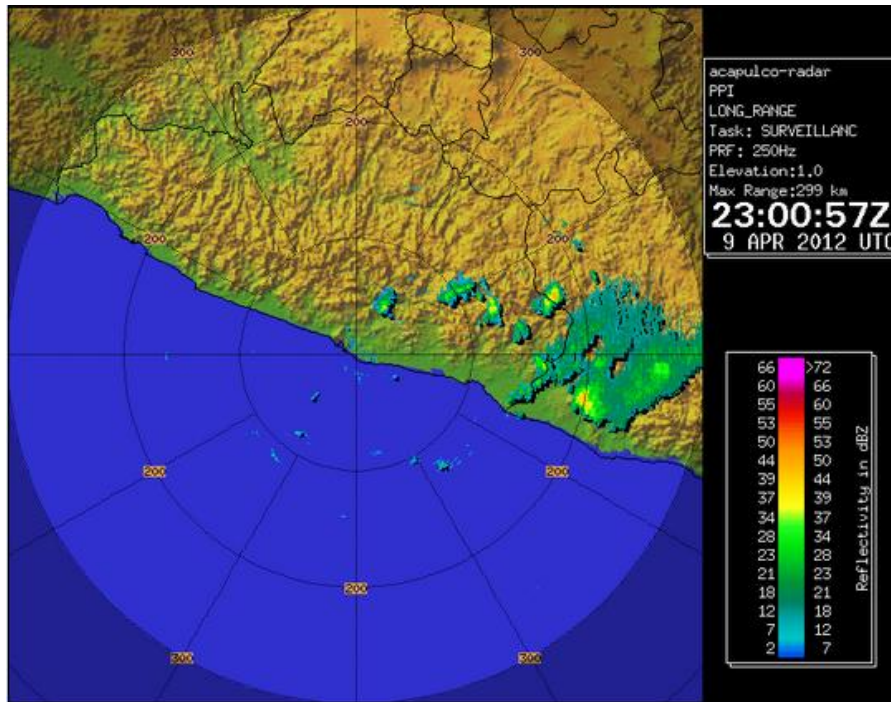 300 300
200
200 200
200 200
200
300 300
acapulco-radar
PPI
LONG_RANGE
Task: SURVEILLANC
PRF: 250Hz
Elevation:1.0
Max Range:299 km
23:00:57Z
9 APR 2012 UTC
66 >72
60 66
55 60
53 55
50 53
44 50
39 44
37 39
34 37
28 34
23 28
21 23
18 21
12 18
7 12
2 7
Reflectivity in dBZ